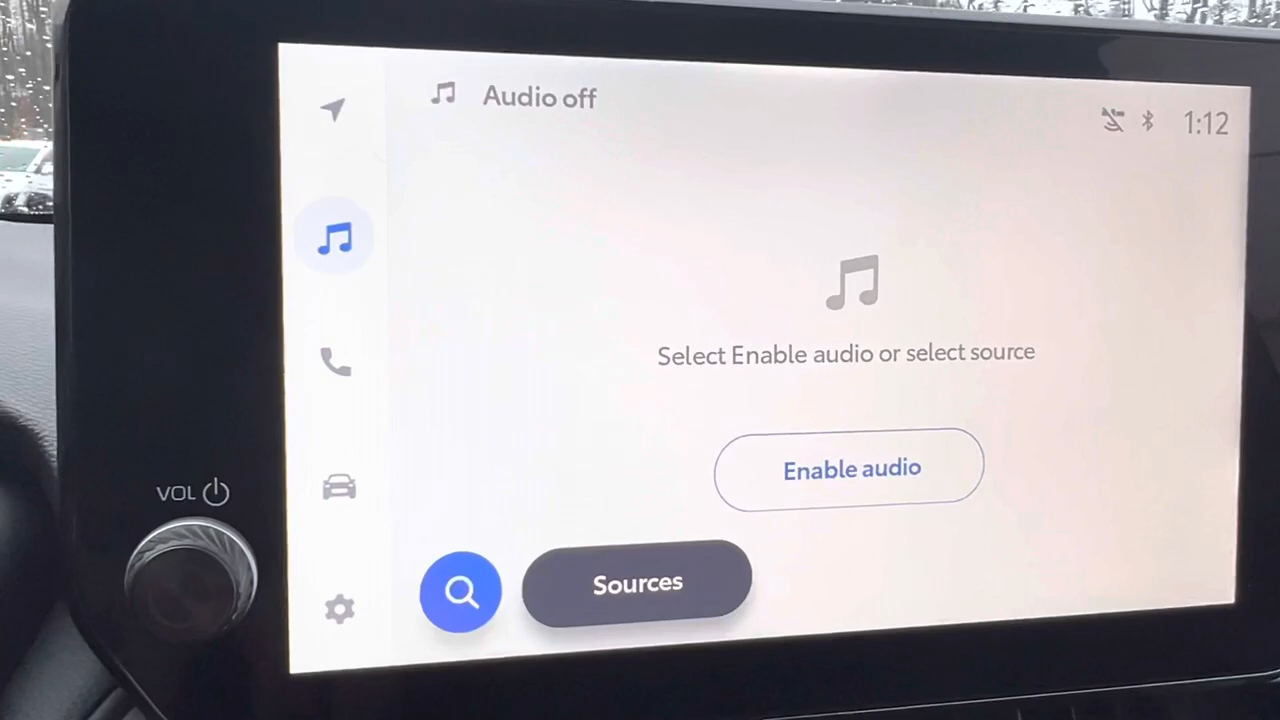 Audio off
1:12
Select Enable audio or select source
Enable audio
VOL
Sources